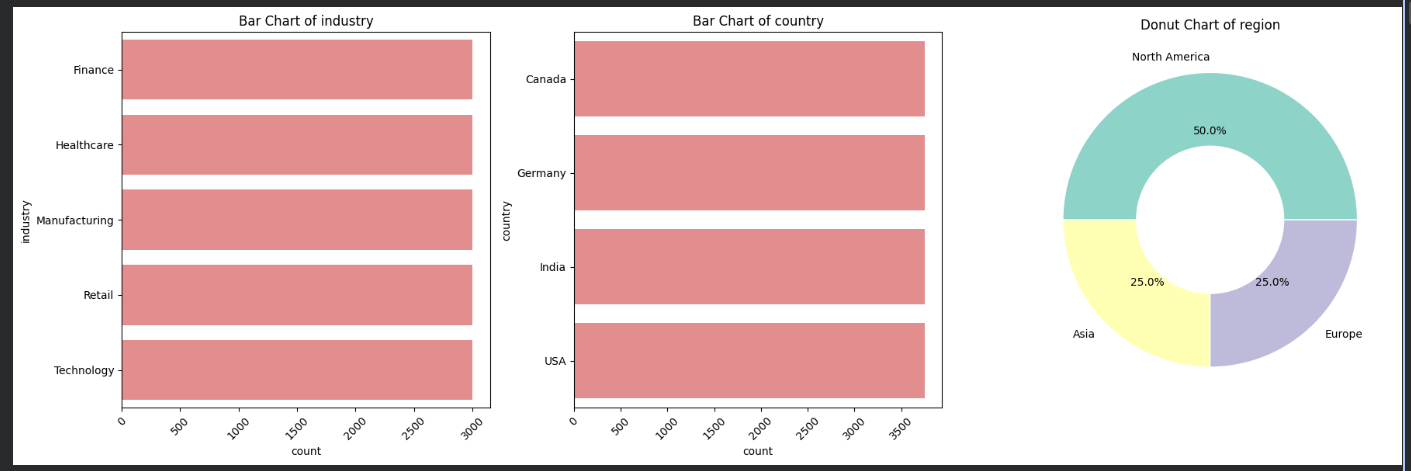 Bar Chart of industry
industry
Finance
Healthcare
Manufacturing
Retail
Technology
0 500 1000 1500 2000 2500 3000
count
Bar Chart of country
country
Canada
Germany
India
USA
0 500 1000 1500 2000 2500 3000 3500
count
Donut Chart of region
North America
50.0%
25.0% 25.0%
Asia Europe